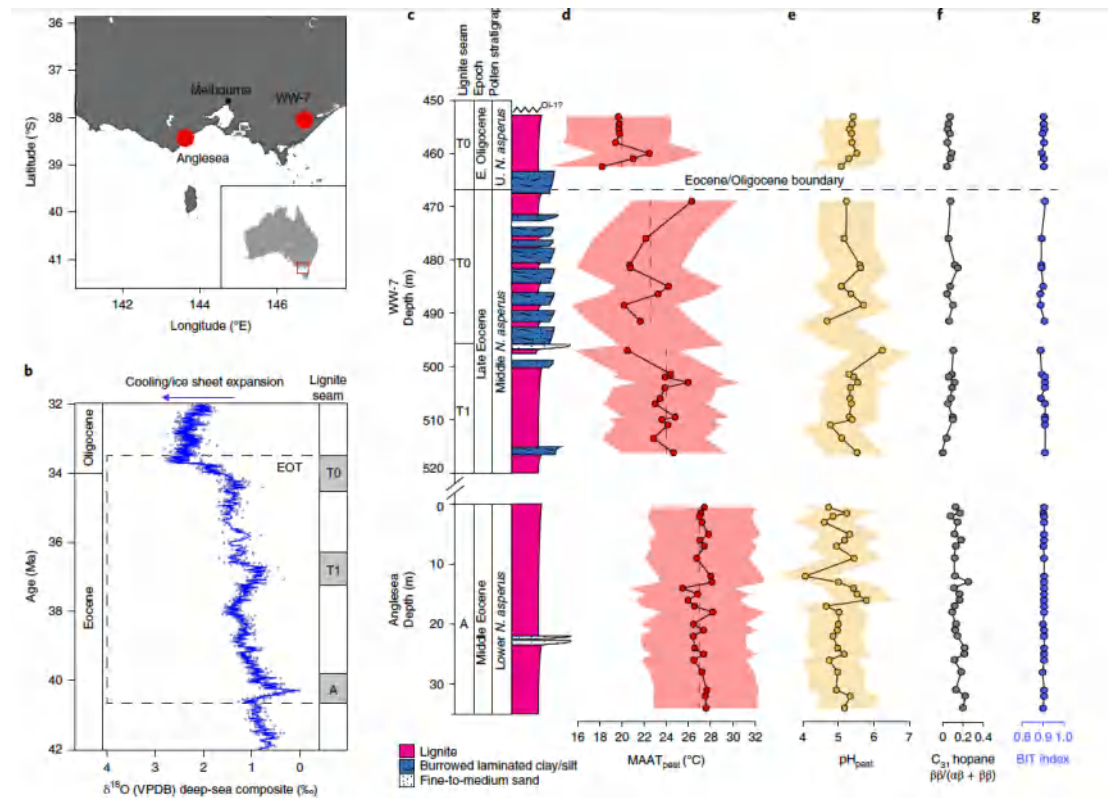 36
37
38
39
40
41
Latitude (°S)
Melbourne
WW-7
Anglesea
142
144
146
Longitude (°E)
b
Cooling/ice sheet expansion
Lignite
seam
32
34
36
38
40
42
Age (Ma)
Oligocene
Eocene
EOT
T0
T1
A
4
3
2
1
0
–1
δ18O (VPDB) deep-sea composite (‰)
c
d
e
f
g
Lignite seam
Epoch
Pollen stratigraphy
Oi-1?
450
460
470
480
490
500
510
520
WW-7
Depth (m)
T0
T0
T1
E. Oligocene
Late Eocene
U. N. asperus
Middle N. asperus
Eocene/Oligocene boundary
0
10
20
30
Anglesea
Depth (m)
A
Middle Eocene
Lower N. asperus
Lignite
Burrowed laminated clay/silt
Fine-to-medium sand
16 18 20 22 24 26 28 30 32
MAATpeat (°C)
4 5 6 7
pHpeat
0 0.2 0.4
C31 hopane
ββ/(αβ + ββ)
0.8 0.9 1.0
BIT index